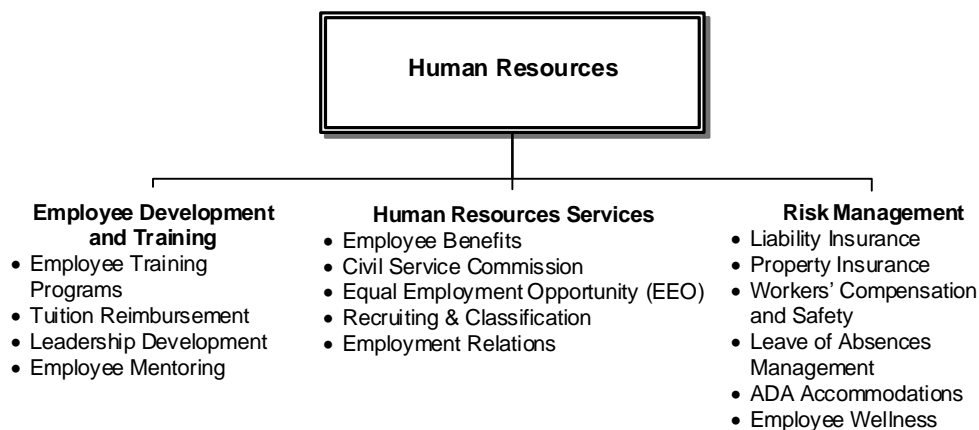 Human Resources
Employee Development
and Training
• Employee Training
Programs
• Tuition Reimbursement
• Leadership Development
• Employee Mentoring
Human Resources Services
• Employee Benefits
• Civil Service Commission
• Equal Employment Opportunity (EEO)
• Recruiting & Classification
• Employment Relations
Risk Management
• Liability Insurance
• Property Insurance
• Workers’ Compensation
and Safety
• Leave of Absences
Management
• ADA Accommodations
• Employee Wellness